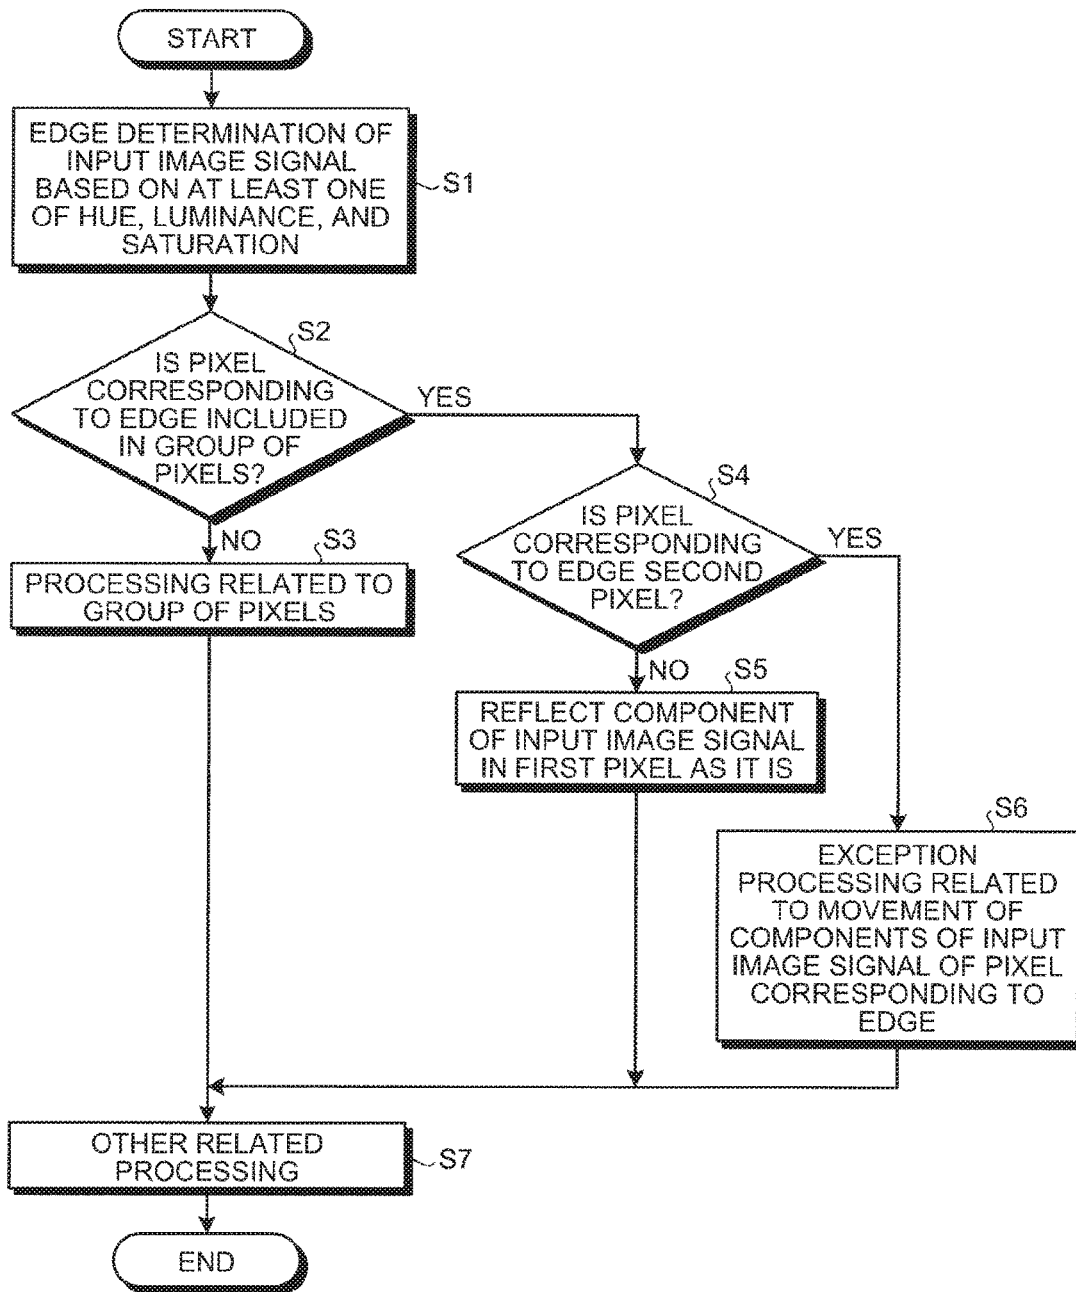 START
EDGE DETERMINATION OF
INPUT IMAGE SIGNAL
BASED ON AT LEAST ONE
OF HUE, LUMINANCE, AND
SATURATION
S1
S2
IS PIXEL
CORRESPONDING
TO EDGE INCLUDED
IN GROUP OF
PIXELS?
YES
NO
S3
PROCESSING RELATED TO
GROUP OF PIXELS
S4
IS PIXEL
CORRESPONDING
TO EDGE SECOND
PIXEL?
YES
NO
S5
REFLECT COMPONENT
OF INPUT IMAGE SIGNAL
IN FIRST PIXEL AS IT IS
S6
EXCEPTION
PROCESSING RELATED
TO MOVEMENT OF
COMPONENTS OF INPUT
IMAGE SIGNAL OF PIXEL
CORRESPONDING TO
EDGE
OTHER RELATED
PROCESSING
S7
END